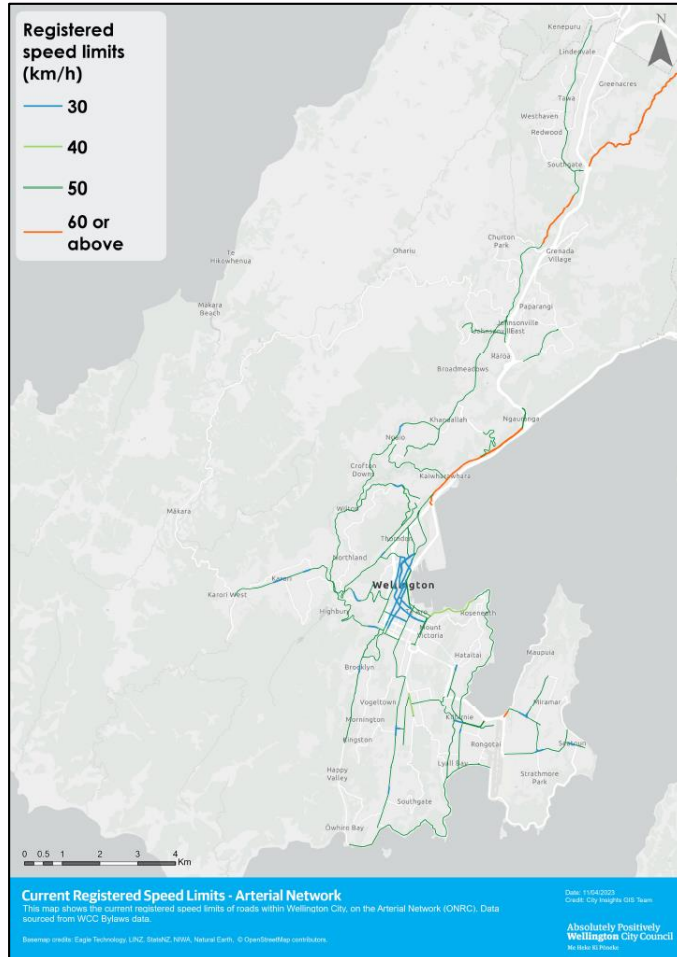 Registered
speed limits
(km/h)
30
40
50
60 or
above
N
Kenepuru
Lindenvale
Greenacres
Tawa
Westhaven
Redwood
Southgate
Churton
Park
Grenada
Village
Ohariu
Te
Hikowhenua
Makara
Beach
Paparangi
Johnsonville
East
Raroa
Broadmeadows
Ngauranga
Khandallah
Ngaio
Crofton
Downs
Kaiwharawhara
Wilton
Makara
Thorndon
Northland
Karori
Wellington
Karori West
Highbury
Roseneath
Mount
Victoria
Hataitai
Maupuia
Brooklyn
Miramar
Vogeltown
Kilbirnie
Mornington
Kingston
Rongotai
Seatoun
Lyall Bay
Happy
Valley
Strathmore
Park
Southgate
Owhiro Bay
0 0.5 1 2 3 4
Km
Current Registered Speed Limits - Arterial Network
This map shows the current registered speed limits of roads within Wellington City, on the Arterial Network (ONRC). Data
sourced from WCC Bylaws data.
Basemap credits: Eagle Technology, LINZ, StatsNZ, NIWA, Natural Earth, © OpenStreetMap contributors.
Date: 11/04/2023
Credit: City Insights GIS Team
Absolutely Positively
Wellington City Council
Me Heke Ki Pōneke